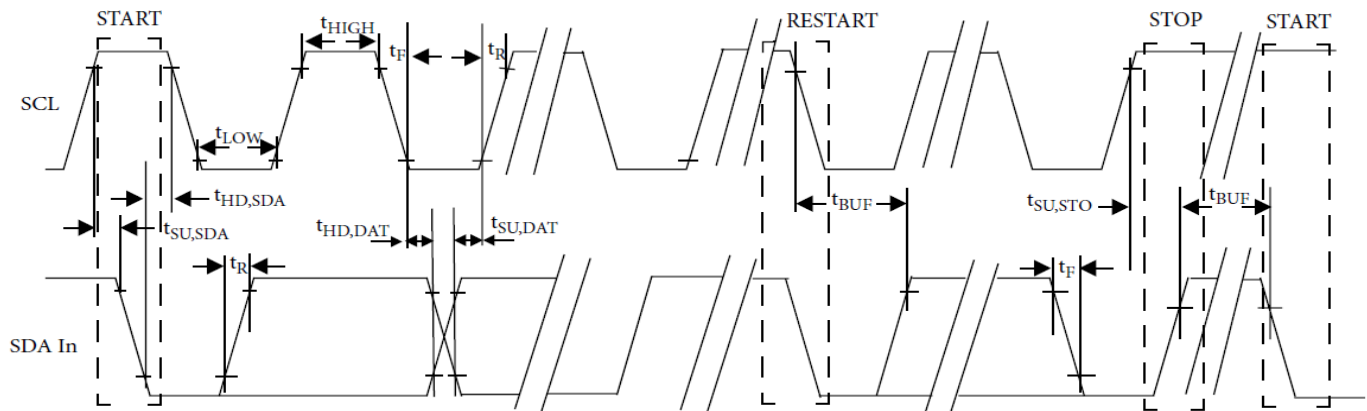 START
RESTART
STOP
START
tHIGH
tF
tR
SCL
tLOW
tHD,SDA
tBUF
tSU,STO
tBUF
tSU,SDA
tHD,DAT
tSU,DAT
tR
tF
SDA In